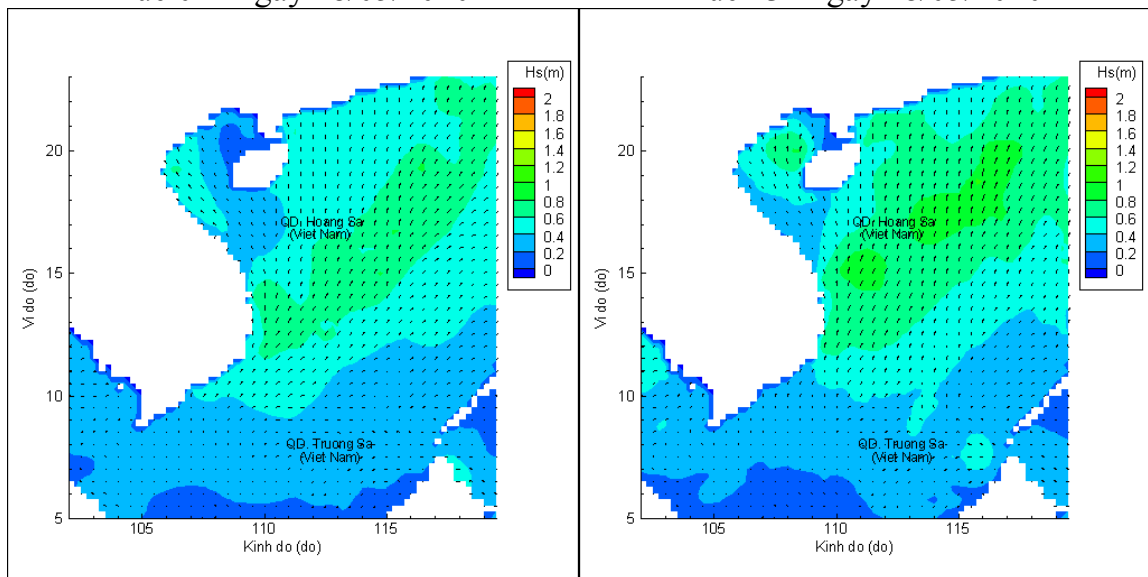 Hs(m)
2
1.8
1.6
1.4
1.2
1
0.8
0.6
0.4
0.2
0
20
15
10
5
105
110
115
Vi do (do)
Kinh do (do)
QD. Hoang Sa
(Viet Nam)
QD. Truong Sa
(Viet Nam)
Hs(m)
2
1.8
1.6
1.4
1.2
1
0.8
0.6
0.4
0.2
0
20
15
10
5
105
110
115
Vi do (do)
Kinh do (do)
QD. Hoang Sa
(Viet Nam)
QD. Truong Sa
(Viet Nam)